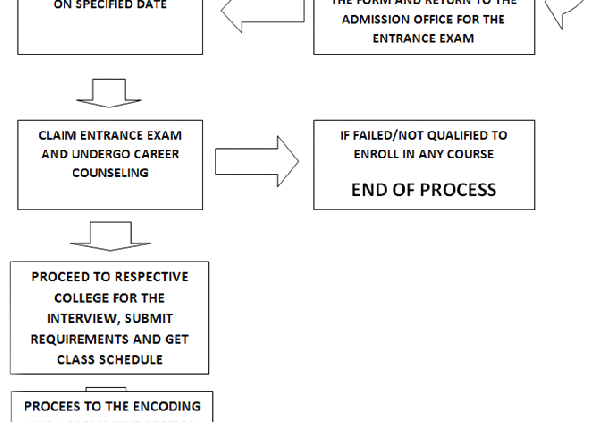 ON SPECIFIED DATE
THE FORM AND RETURN TO THE
ADMISSION OFFICE FOR THE
ENTRANCE EXAM
CLAIM ENTRANCE EXAM
AND UNDERGO CAREER
COUNSELING
IF FAILED/NOT QUALIFIED TO
ENROLL IN ANY COURSE
END OF PROCESS
PROCEED TO RESPECTIVE
COLLEGE FOR THE
INTERVIEW, SUBMIT
REQUIREMENTS AND GET
CLASS SCHEDULE
PROCEES TO THE ENCODING